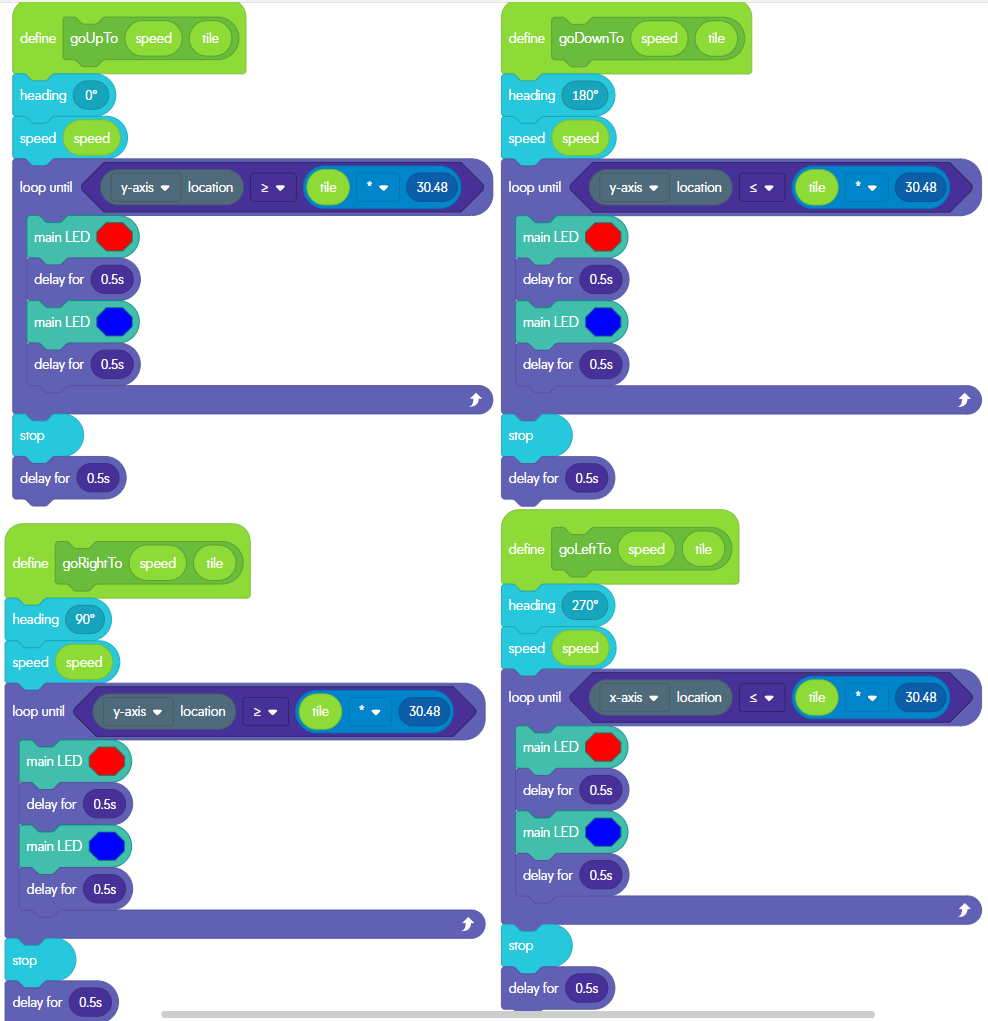 define goUpTo speed tile
heading 0°
speed speed
loop until y-axis location ≥ tile * 30.48
main LED
delay for 0.5s
main LED
delay for 0.5s
stop
delay for 0.5s
define goDownTo speed tile
heading 180°
speed speed
loop until y-axis location ≤ tile * 30.48
main LED
delay for 0.5s
main LED
delay for 0.5s
stop
delay for 0.5s
define goRightTo speed tile
heading 90°
speed speed
loop until y-axis location ≥ tile * 30.48
main LED
delay for 0.5s
main LED
delay for 0.5s
stop
delay for 0.5s
define goLeftTo speed tile
heading 270°
speed speed
loop until x-axis location ≤ tile * 30.48
main LED
delay for 0.5s
main LED
delay for 0.5s
stop
delay for 0.5s